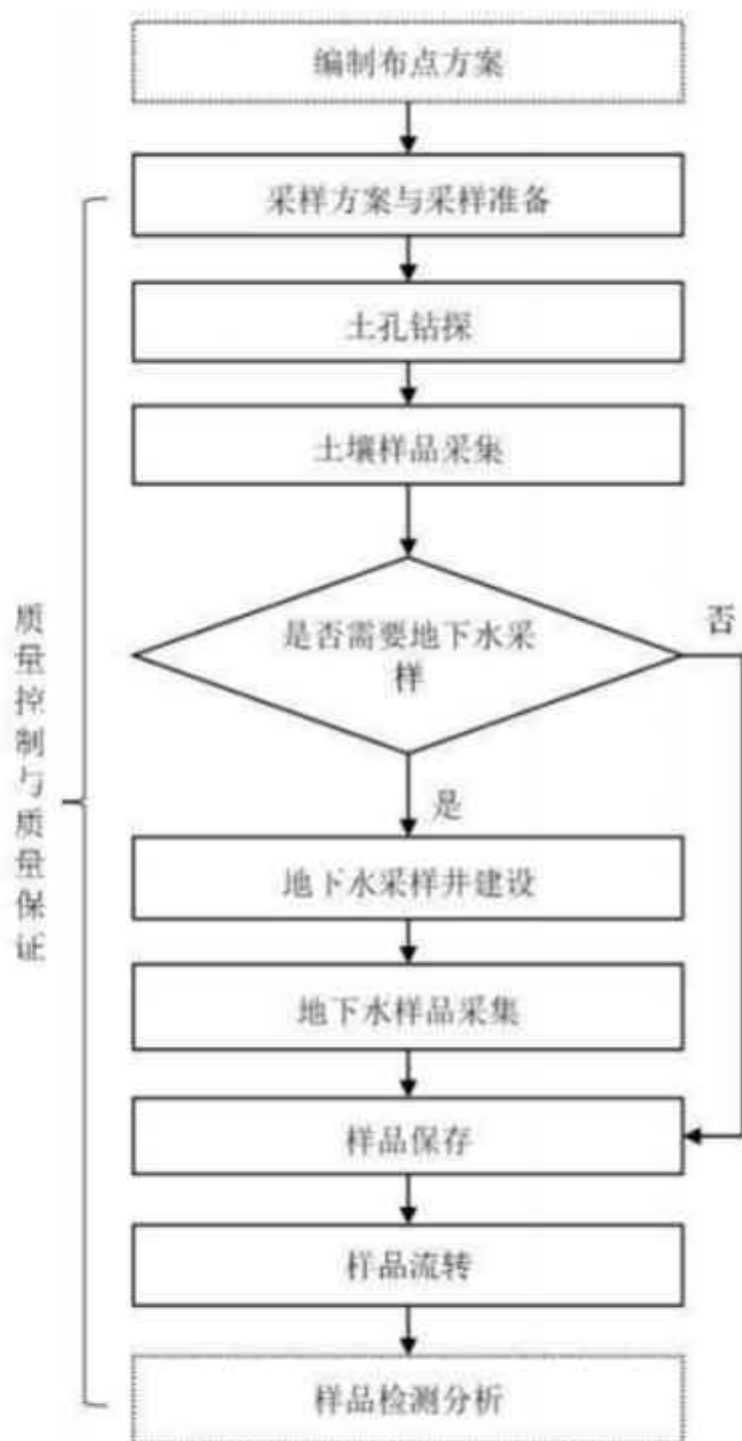 编制布点方案
采样方案与采样准备
土孔钻探
土壤样品采集
是否需要地下水采
样
否
是
地下水采样井建设
地下水样品采集
样品保存
样品流转
样品检测分析
质量控制与质量保证